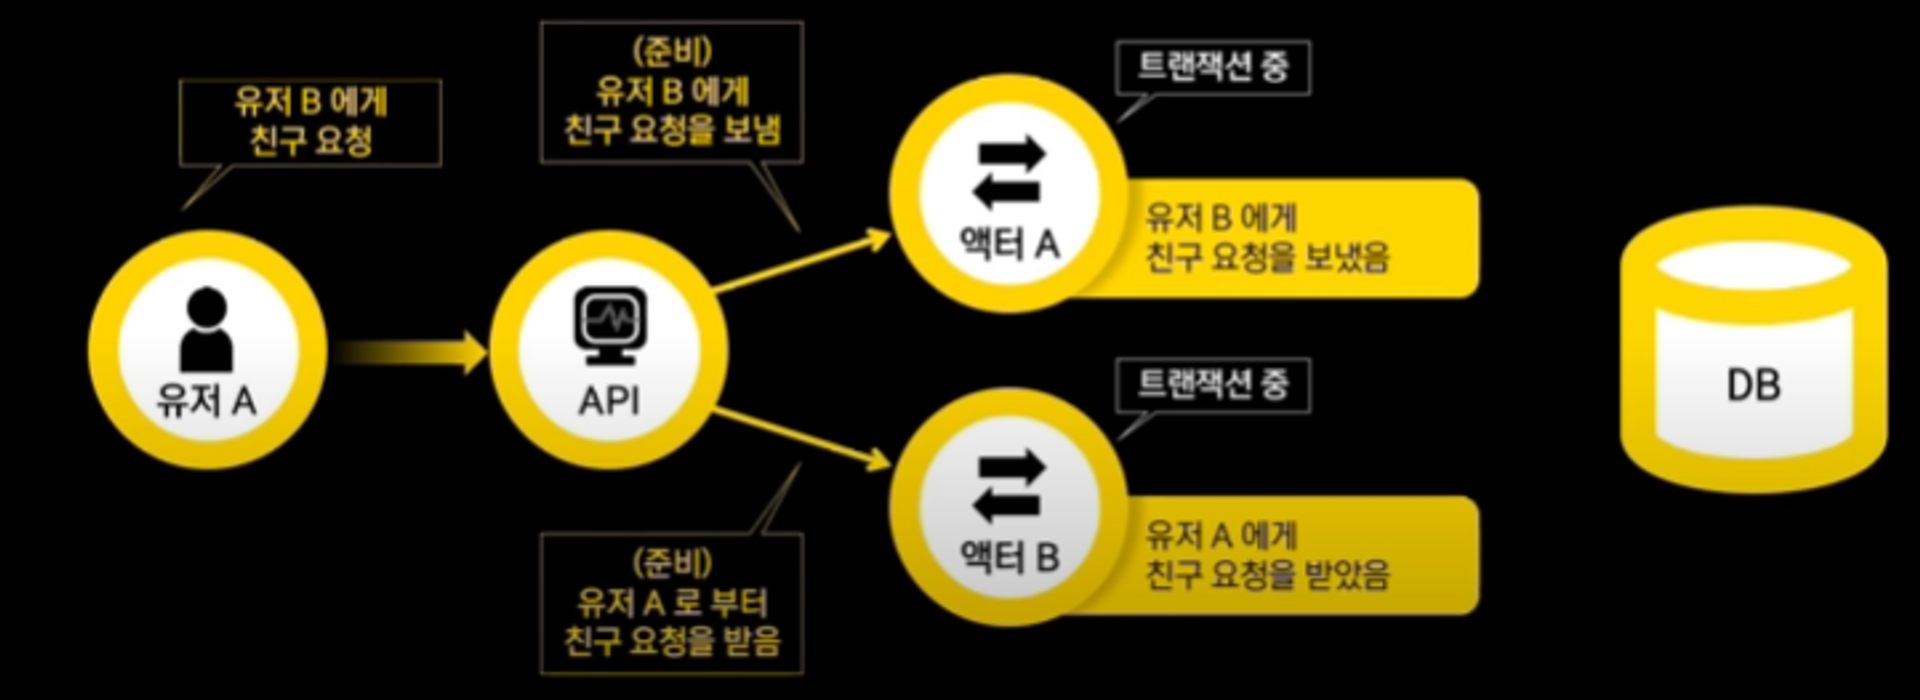 유저 B 에게
친구 요청
유저 A
(준비)
유저 B 에게
친구 요청을 보냄
API
(준비)
유저 A 로 부터
친구 요청을 받음
트랜잭션 중
액터 A
유저 B 에게
친구 요청을 보냈음
트랜잭션 중
액터 B
유저 A 에게
친구 요청을 받았음
DB